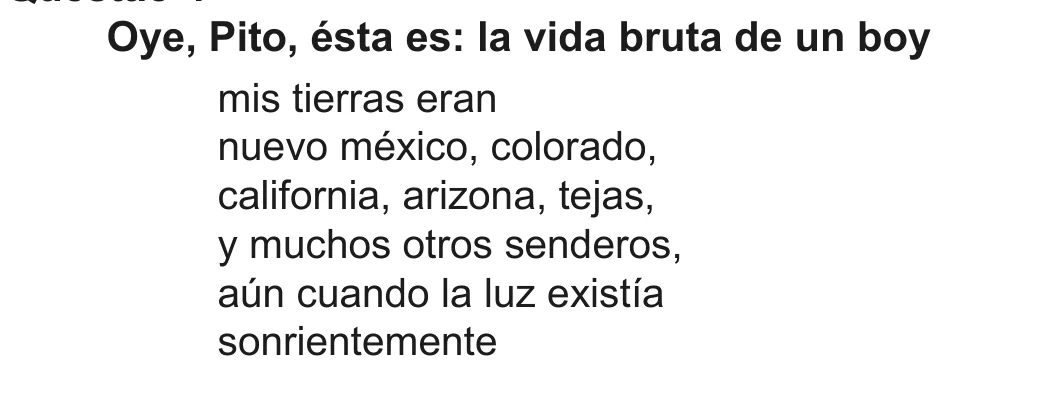 Oye, Pito, ésta es: la vida bruta de un boy
mis tierras eran
nuevo méxico, colorado,
california, arizona, tejas,
y muchos otros senderos,
aún cuando la luz existía
sonrientemente